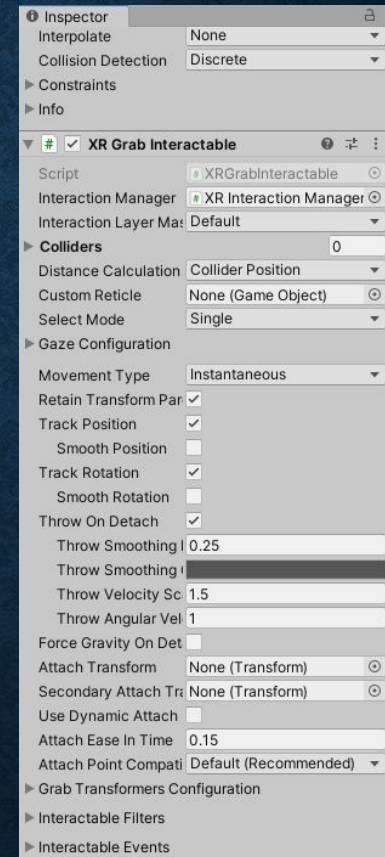 Inspector
Interpolate None
Collision Detection Discrete
Constraints
Info
# XR Grab Interactable
Script # XRGrabInteractable
Interaction Manager # XR Interaction Manager
Interaction Layer Mas Default
Colliders 0
Distance Calculation Collider Position
Custom Reticle None (Game Object)
Select Mode Single
Gaze Configuration
Movement Type Instantaneous
Retain Transform Par
Track Position
Smooth Position
Track Rotation
Smooth Rotation
Throw On Detach
Throw Smoothing 0.25
Throw Smoothing
Throw Velocity Sc 1.5
Throw Angular Vel 1
Force Gravity On Det
Attach Transform None (Transform)
Secondary Attach Tra None (Transform)
Use Dynamic Attach
Attach Ease In Time 0.15
Attach Point Compati Default (Recommended)
Grab Transformers Configuration
Interactable Filters
Interactable Events